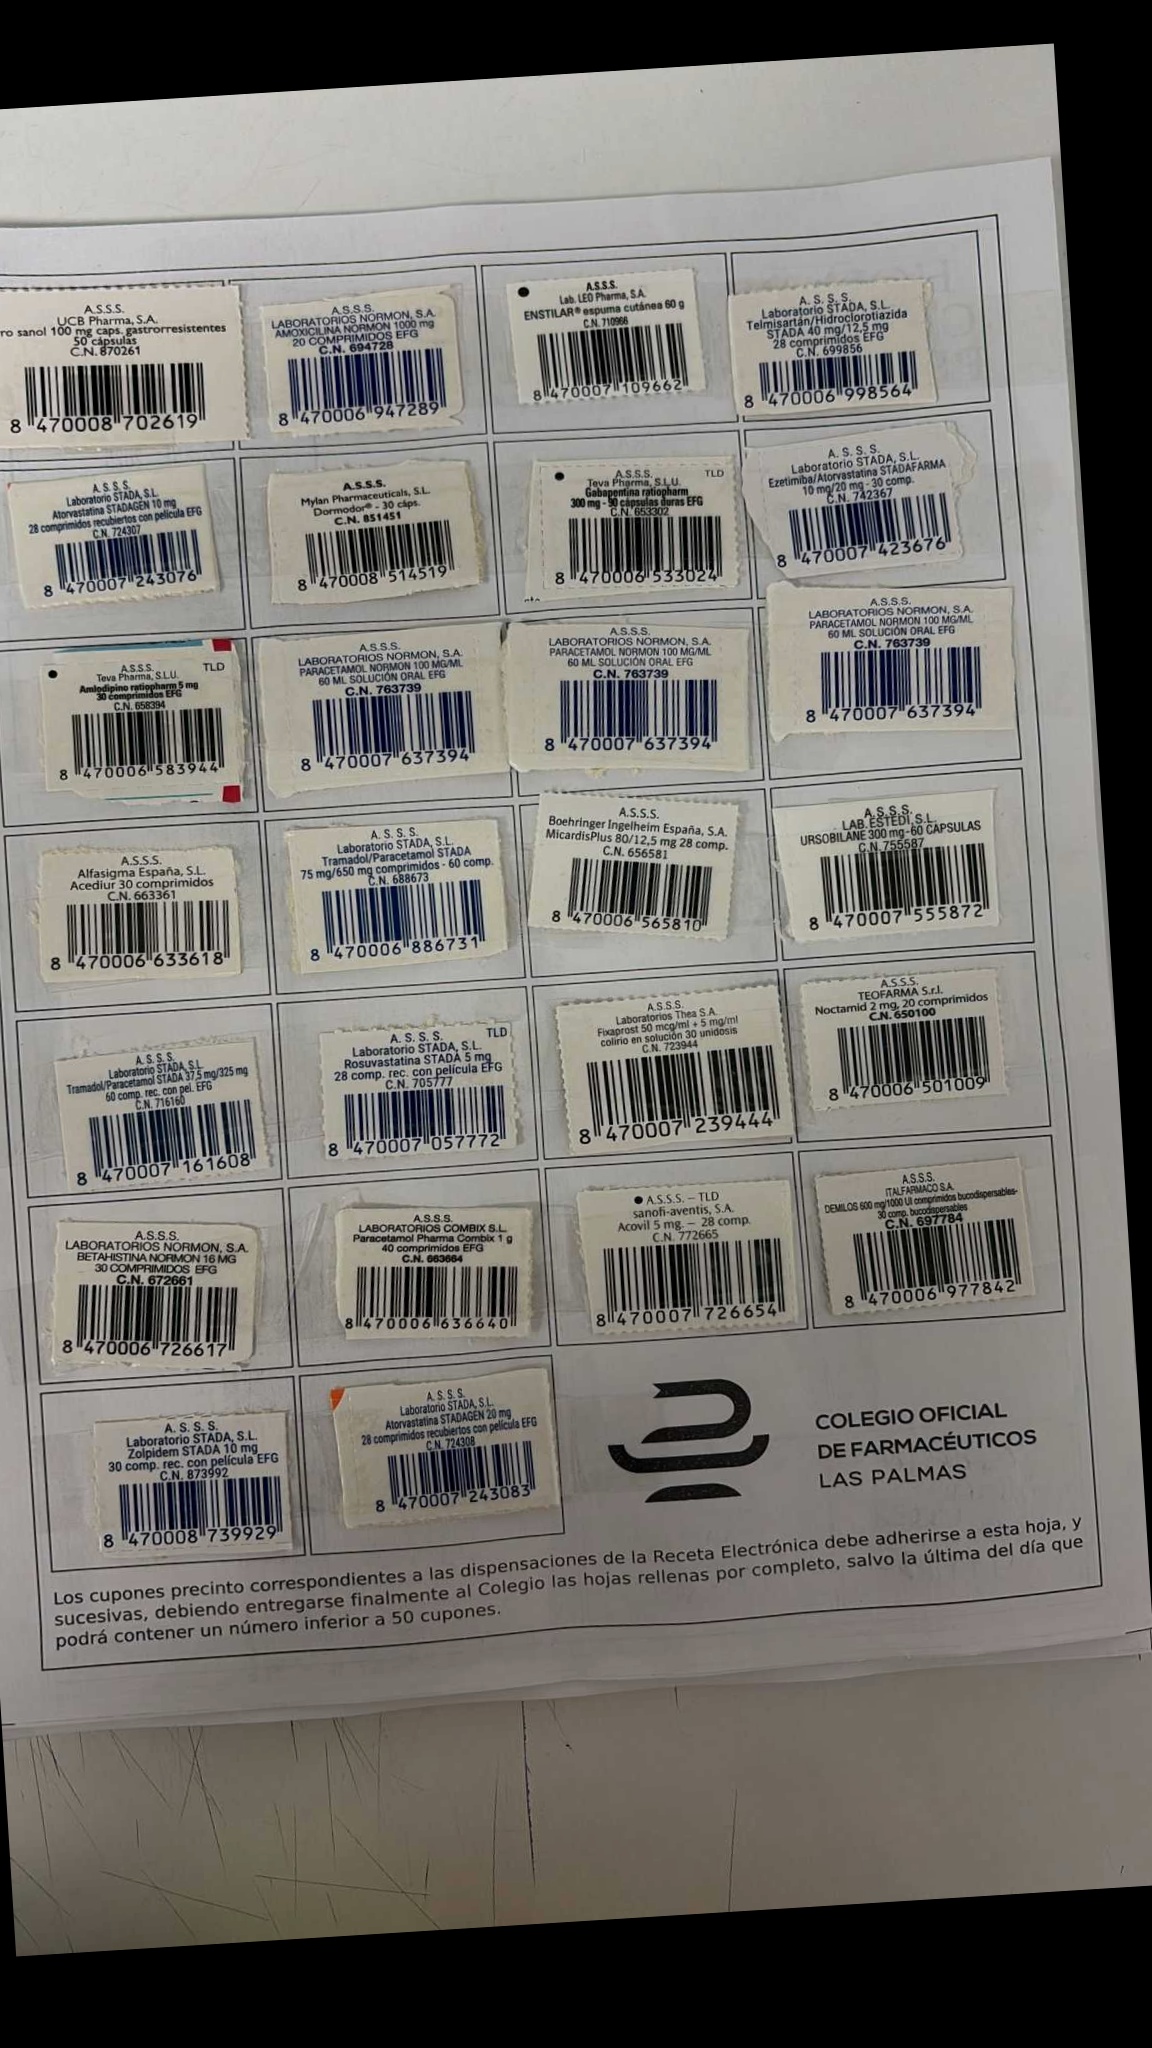 A.S.S.S.
UCB Pharma, S.A.
ro sanol 100 mg caps. gastrorresistentes
50 cápsulas
C.N. 870261
8 470008 702619
A.S.S.S.
LABORATORIOS NORMON, S.A.
AMOXICILINA NORMON 1000 mg
20 COMPRIMIDOS EFG
C.N. 694728
8 470006 947289
A.S.S.S.
Lab. LEO Pharma, S.A.
ENSTILAR® espuma cutánea 60 g
C.N. 710966
8 470007 109662
A. S. S. S.
Laboratorio STADA, S.L.
Telmisartán/Hidroclorotiazida
STADA 40 mg/12,5 mg
28 comprimidos EFG
C.N. 699856
8 470006 998564
A. S. S. S.
Laboratorio STADA, S.L.
Atorvastatina STADAGEN 10 mg
28 comprimidos recubiertos con película EFG
C.N. 724307
8 470007 243076
A.S.S.S.
Mylan Pharmaceuticals, S.L.
Dormodor® - 30 cáps.
C.N. 851451
8 470008 514519
A.S.S.S. TLD
Teva Pharma, S.L.U.
Gabapentina ratiopharm
300 mg - 90 cápsulas duras EFG
C.N. 653302
8 470006 533024
A. S. S. S.
Laboratorio STADA, S.L.
Ezetimiba/Atorvastatina STADAFARMA
10 mg/20 mg - 30 comp.
C.N. 742367
8 470007 423676
A.S.S.S. TLD
Teva Pharma, S.L.U.
Amlodipino ratiopharm 5 mg
30 comprimidos EFG
C.N. 658394
8 470006 583944
A.S.S.S.
LABORATORIOS NORMON, S.A.
PARACETAMOL NORMON 100 MG/ML
60 ML SOLUCIÓN ORAL EFG
C.N. 763739
8 470007 637394
A.S.S.S.
LABORATORIOS NORMON, S.A.
PARACETAMOL NORMON 100 MG/ML
60 ML SOLUCIÓN ORAL EFG
C.N. 763739
8 470007 637394
A.S.S.S.
LABORATORIOS NORMON, S.A.
PARACETAMOL NORMON 100 MG/ML
60 ML SOLUCIÓN ORAL EFG
C.N. 763739
8 470007 637394
A.S.S.S.
Alfasigma España, S.L.
Acediur 30 comprimidos
C.N. 663361
8 470006 633618
A. S. S. S.
Laboratorio STADA, S.L.
Tramadol/Paracetamol STADA
75 mg/650 mg comprimidos - 60 comp.
C.N. 688673
8 470006 886731
A.S.S.S.
Boehringer Ingelheim España, S.A.
MicardisPlus 80/12,5 mg 28 comp.
C.N. 656581
8 470006 565810
A.S.S.S.
LAB. ESTEDI, S.L.
URSOBILANE 300 mg-60 CAPSULAS
C.N. 755587
8 470007 555872
A. S. S. S.
Laboratorio STADA, S.L.
Tramadol/Paracetamol STADA 37,5 mg/325 mg
60 comp. rec. con pel. EFG
C.N. 716160
8 470007 161608
A. S. S. S. TLD
Laboratorio STADA, S.L.
Rosuvastatina STADA 5 mg
28 comp. rec. con película EFG
C.N. 705777
8 470007 057772
A.S.S.S.
Laboratorios Thea S.A.
Fixaprost 50 mcg/ml + 5 mg/ml
colirio en solución 30 unidosis
C.N. 723944
8 470007 239444
A.S.S.S.
TEOFARMA S.r.l.
Noctamid 2 mg, 20 comprimidos
C.N. 650100
8 470006 501009
A.S.S.S.
LABORATORIOS NORMON, S.A.
BETAHISTINA NORMON 16 MG
30 COMPRIMIDOS EFG
C.N. 672661
8 470006 726617
A.S.S.S.
LABORATORIOS COMBIX S.L.
Paracetamol Pharma Combix 1 g
40 comprimidos EFG
C.N. 663664
8 470006 636640
A.S.S.S. – TLD
sanofi-aventis, S.A.
Acovil 5 mg. – 28 comp.
C.N. 772665
8 470007 726654
A.S.S.S.
ITALFARMACO S.A.
DEMILOS 600 mg/1000 UI comprimidos bucodispersables-
30 comp. bucodispersables
C.N. 697784
8 470006 977842
A. S. S. S.
Laboratorio STADA, S.L.
Zolpidem STADA 10 mg
30 comp. rec. con película EFG
C.N. 873992
8 470008 739929
A. S. S. S.
Laboratorio STADA, S.L.
Atorvastatina STADAGEN 20 mg
28 comprimidos recubiertos con película EFG
C.N. 724308
8 470007 243083
COLEGIO OFICIAL
DE FARMACÉUTICOS
LAS PALMAS
Los cupones precinto correspondientes a las dispensaciones de la Receta Electrónica debe adherirse a esta hoja, y
sucesivas, debiendo entregarse finalmente al Colegio las hojas rellenas por completo, salvo la última del día que
podrá contener un número inferior a 50 cupones.